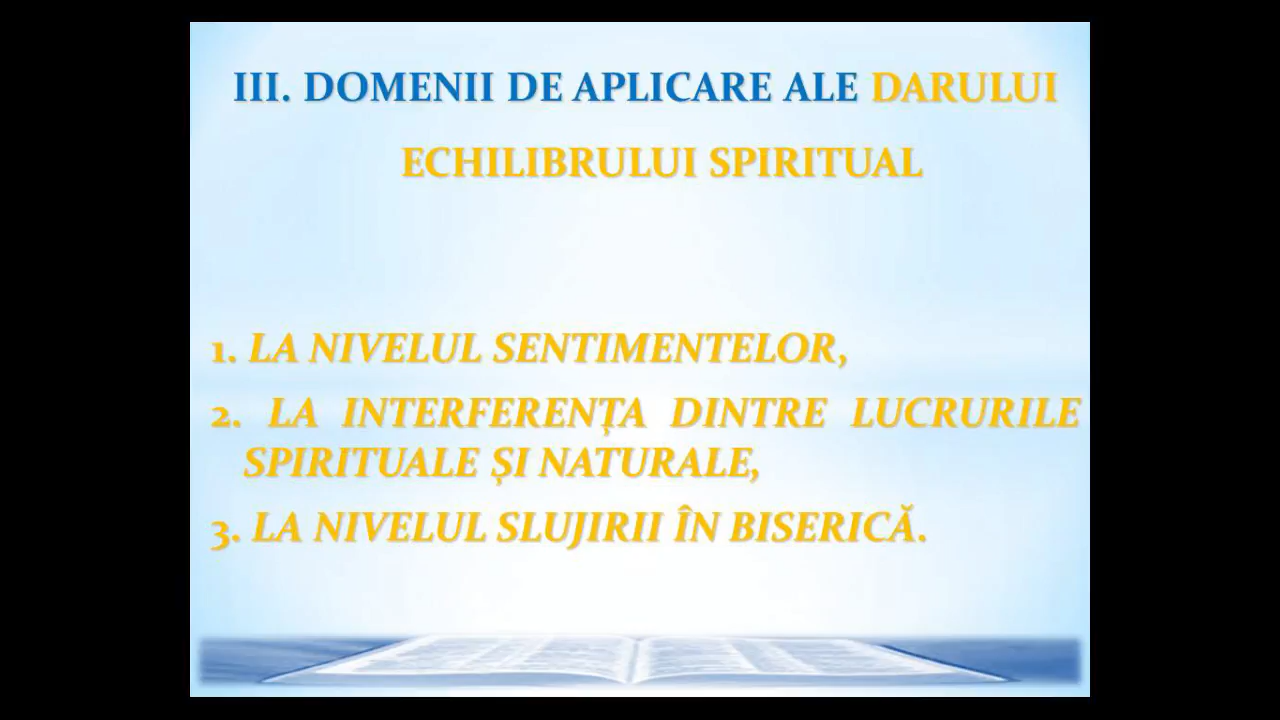 III. DOMENII DE APLICARE ALE DARULUI
ECHILIBRULUI SPIRITUAL
1. LA NIVELUL SENTIMENTELOR,
2. LA INTERFERENȚA DINTRE LUCRURILE
SPIRITUALE ȘI NATURALE,
3. LA NIVELUL SLUJIRII ÎN BISERICĂ.